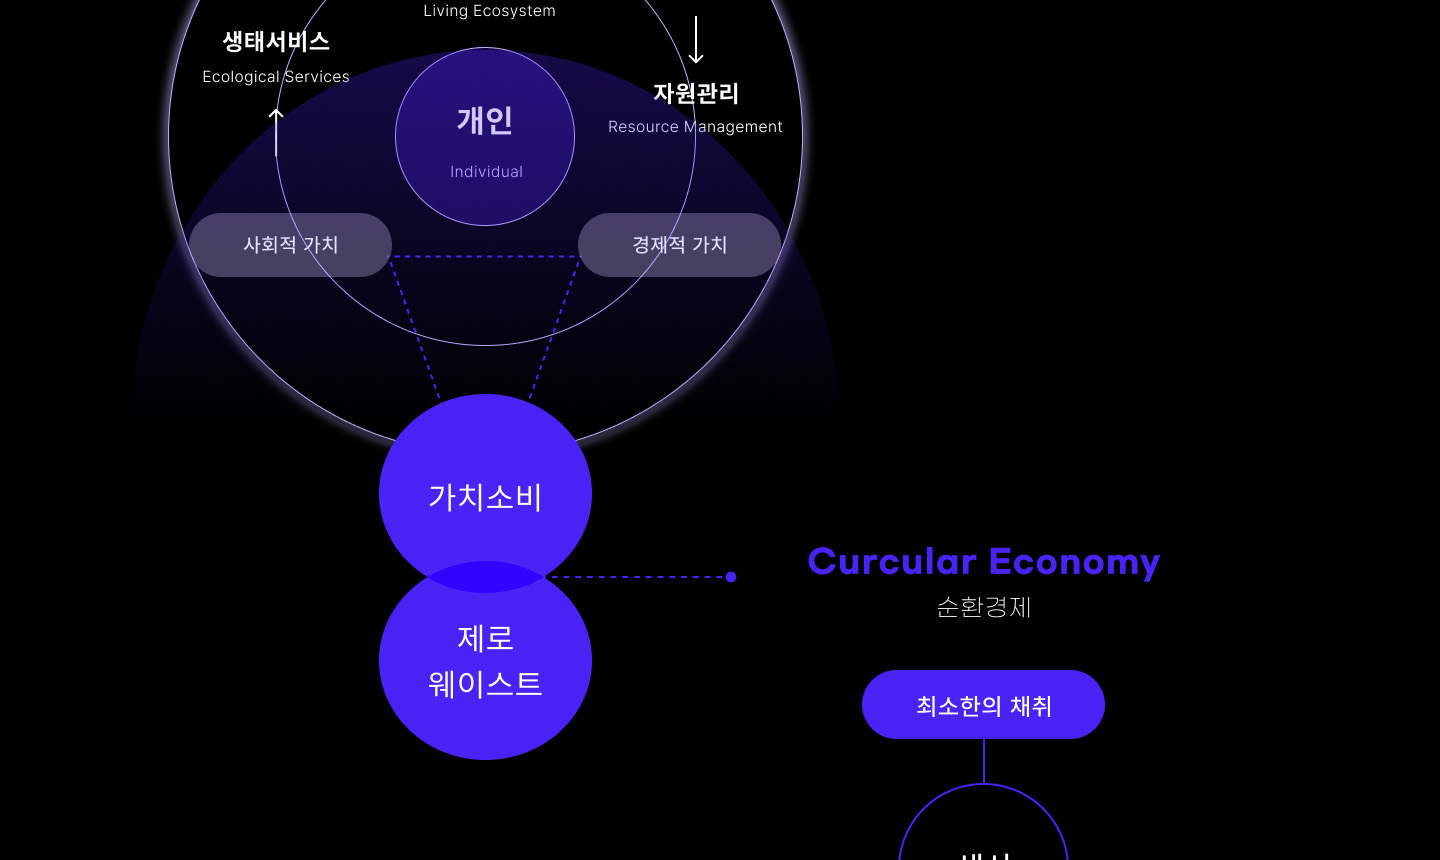 Living Ecosystem
생태서비스
Ecological Services
자원관리
Resource Management
개인
Individual
사회적 가치
경제적 가치
가치소비
제로
웨이스트
Curcular Economy
순환경제
최소한의 채취